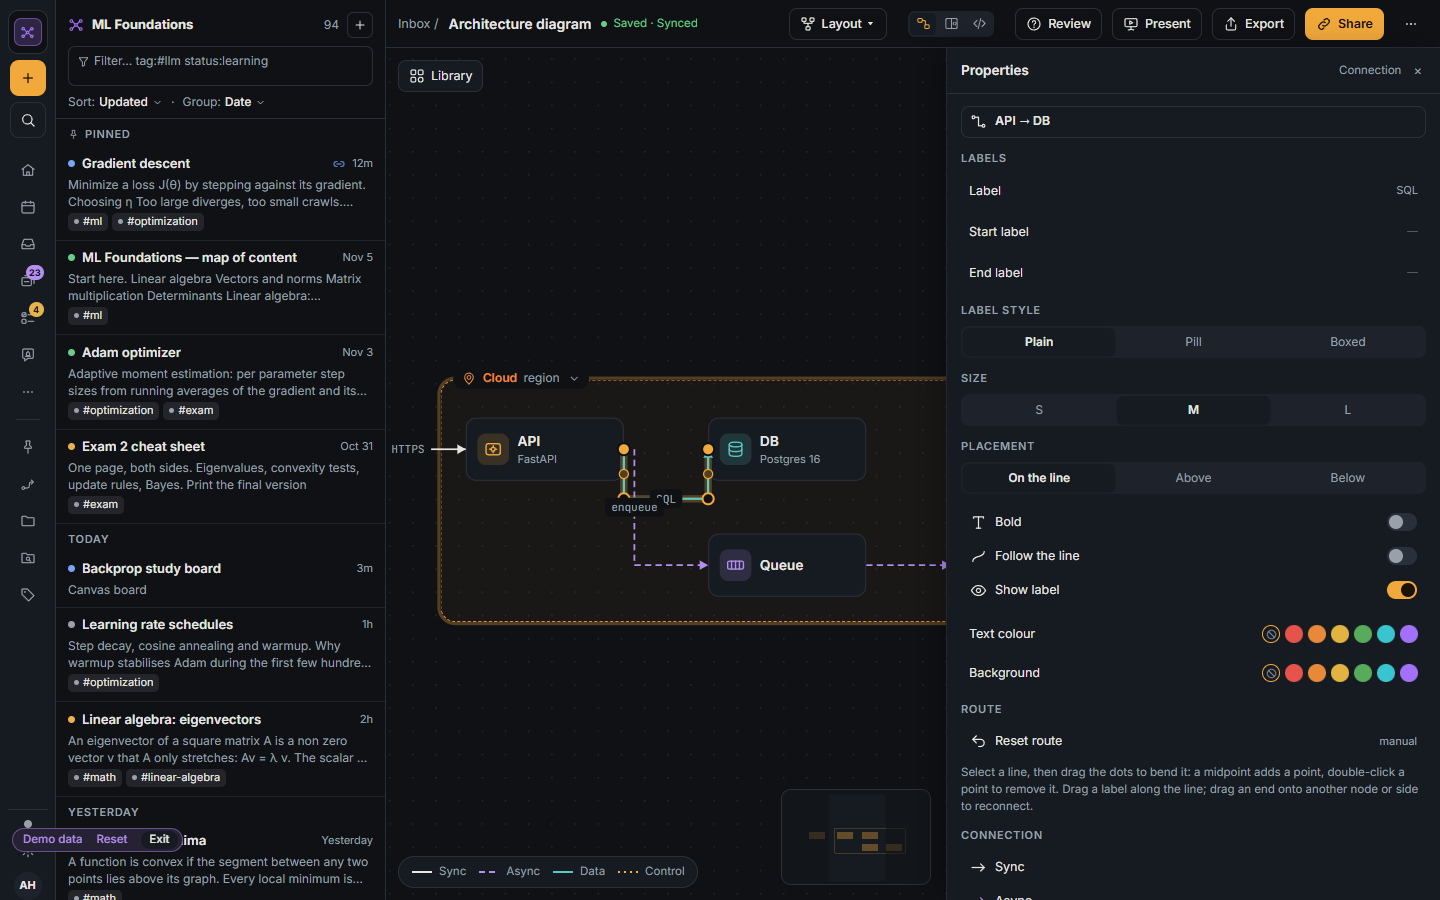 ML Foundations
94
Filter... tag:#llm status:learning
Sort: Updated · Group: Date
PINNED
Gradient descent
12m
Minimize a loss J(θ) by stepping against its gradient.
Choosing η Too large diverges, too small crawls....
#ml
#optimization
ML Foundations — map of content
Nov 5
Start here. Linear algebra Vectors and norms Matrix
multiplication Determinants Linear algebra:...
#ml
Adam optimizer
Nov 3
Adaptive moment estimation: per parameter step
sizes from running averages of the gradient and its...
#optimization
#exam
Exam 2 cheat sheet
Oct 31
One page, both sides. Eigenvalues, convexity tests,
update rules, Bayes. Print the final version
#exam
TODAY
Backprop study board
3m
Canvas board
Learning rate schedules
1h
Step decay, cosine annealing and warmup. Why
warmup stabilises Adam during the first few hundre...
#optimization
Linear algebra: eigenvectors
2h
An eigenvector of a square matrix A is a non zero
vector v that A only stretches: Av = λ v. The scalar ...
#math
#linear-algebra
YESTERDAY
ima
Yesterday
A function is convex if the segment between any two
points lies above its graph. Every local minimum is...
#math
23
4
Demo data
Reset
Exit
AH
Inbox /
Architecture diagram
Saved · Synced
Layout
Review
Present
Export
Share
Library
Cloud region
HTTPS
API
FastAPI
DB
Postgres 16
SQL
enqueue
Queue
Sync
Async
Data
Control
Properties
Connection
API → DB
LABELS
Label
SQL
Start label
—
End label
—
LABEL STYLE
Plain
Pill
Boxed
SIZE
S
M
L
PLACEMENT
On the line
Above
Below
Bold
Follow the line
Show label
Text colour
Background
ROUTE
Reset route
manual
Select a line, then drag the dots to bend it: a midpoint adds a point, double-click a
point to remove it. Drag a label along the line; drag an end onto another node or side
to reconnect.
CONNECTION
Sync
Async